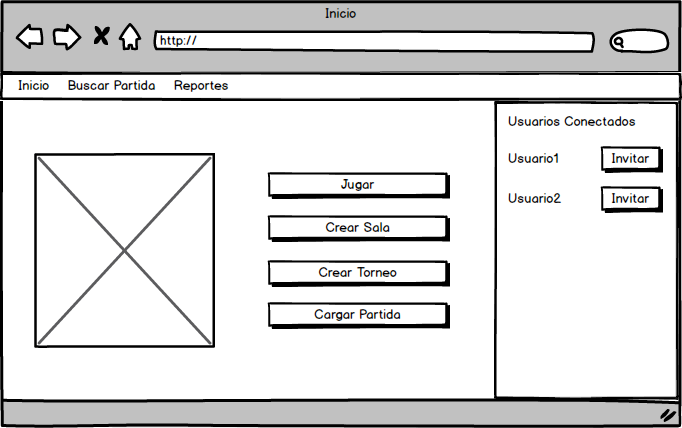 Inicio
http://
Inicio Buscar Partida Reportes
Usuarios Conectados
Usuario1 Invitar
Usuario2 Invitar
Jugar
Crear Sala
Crear Torneo
Cargar Partida